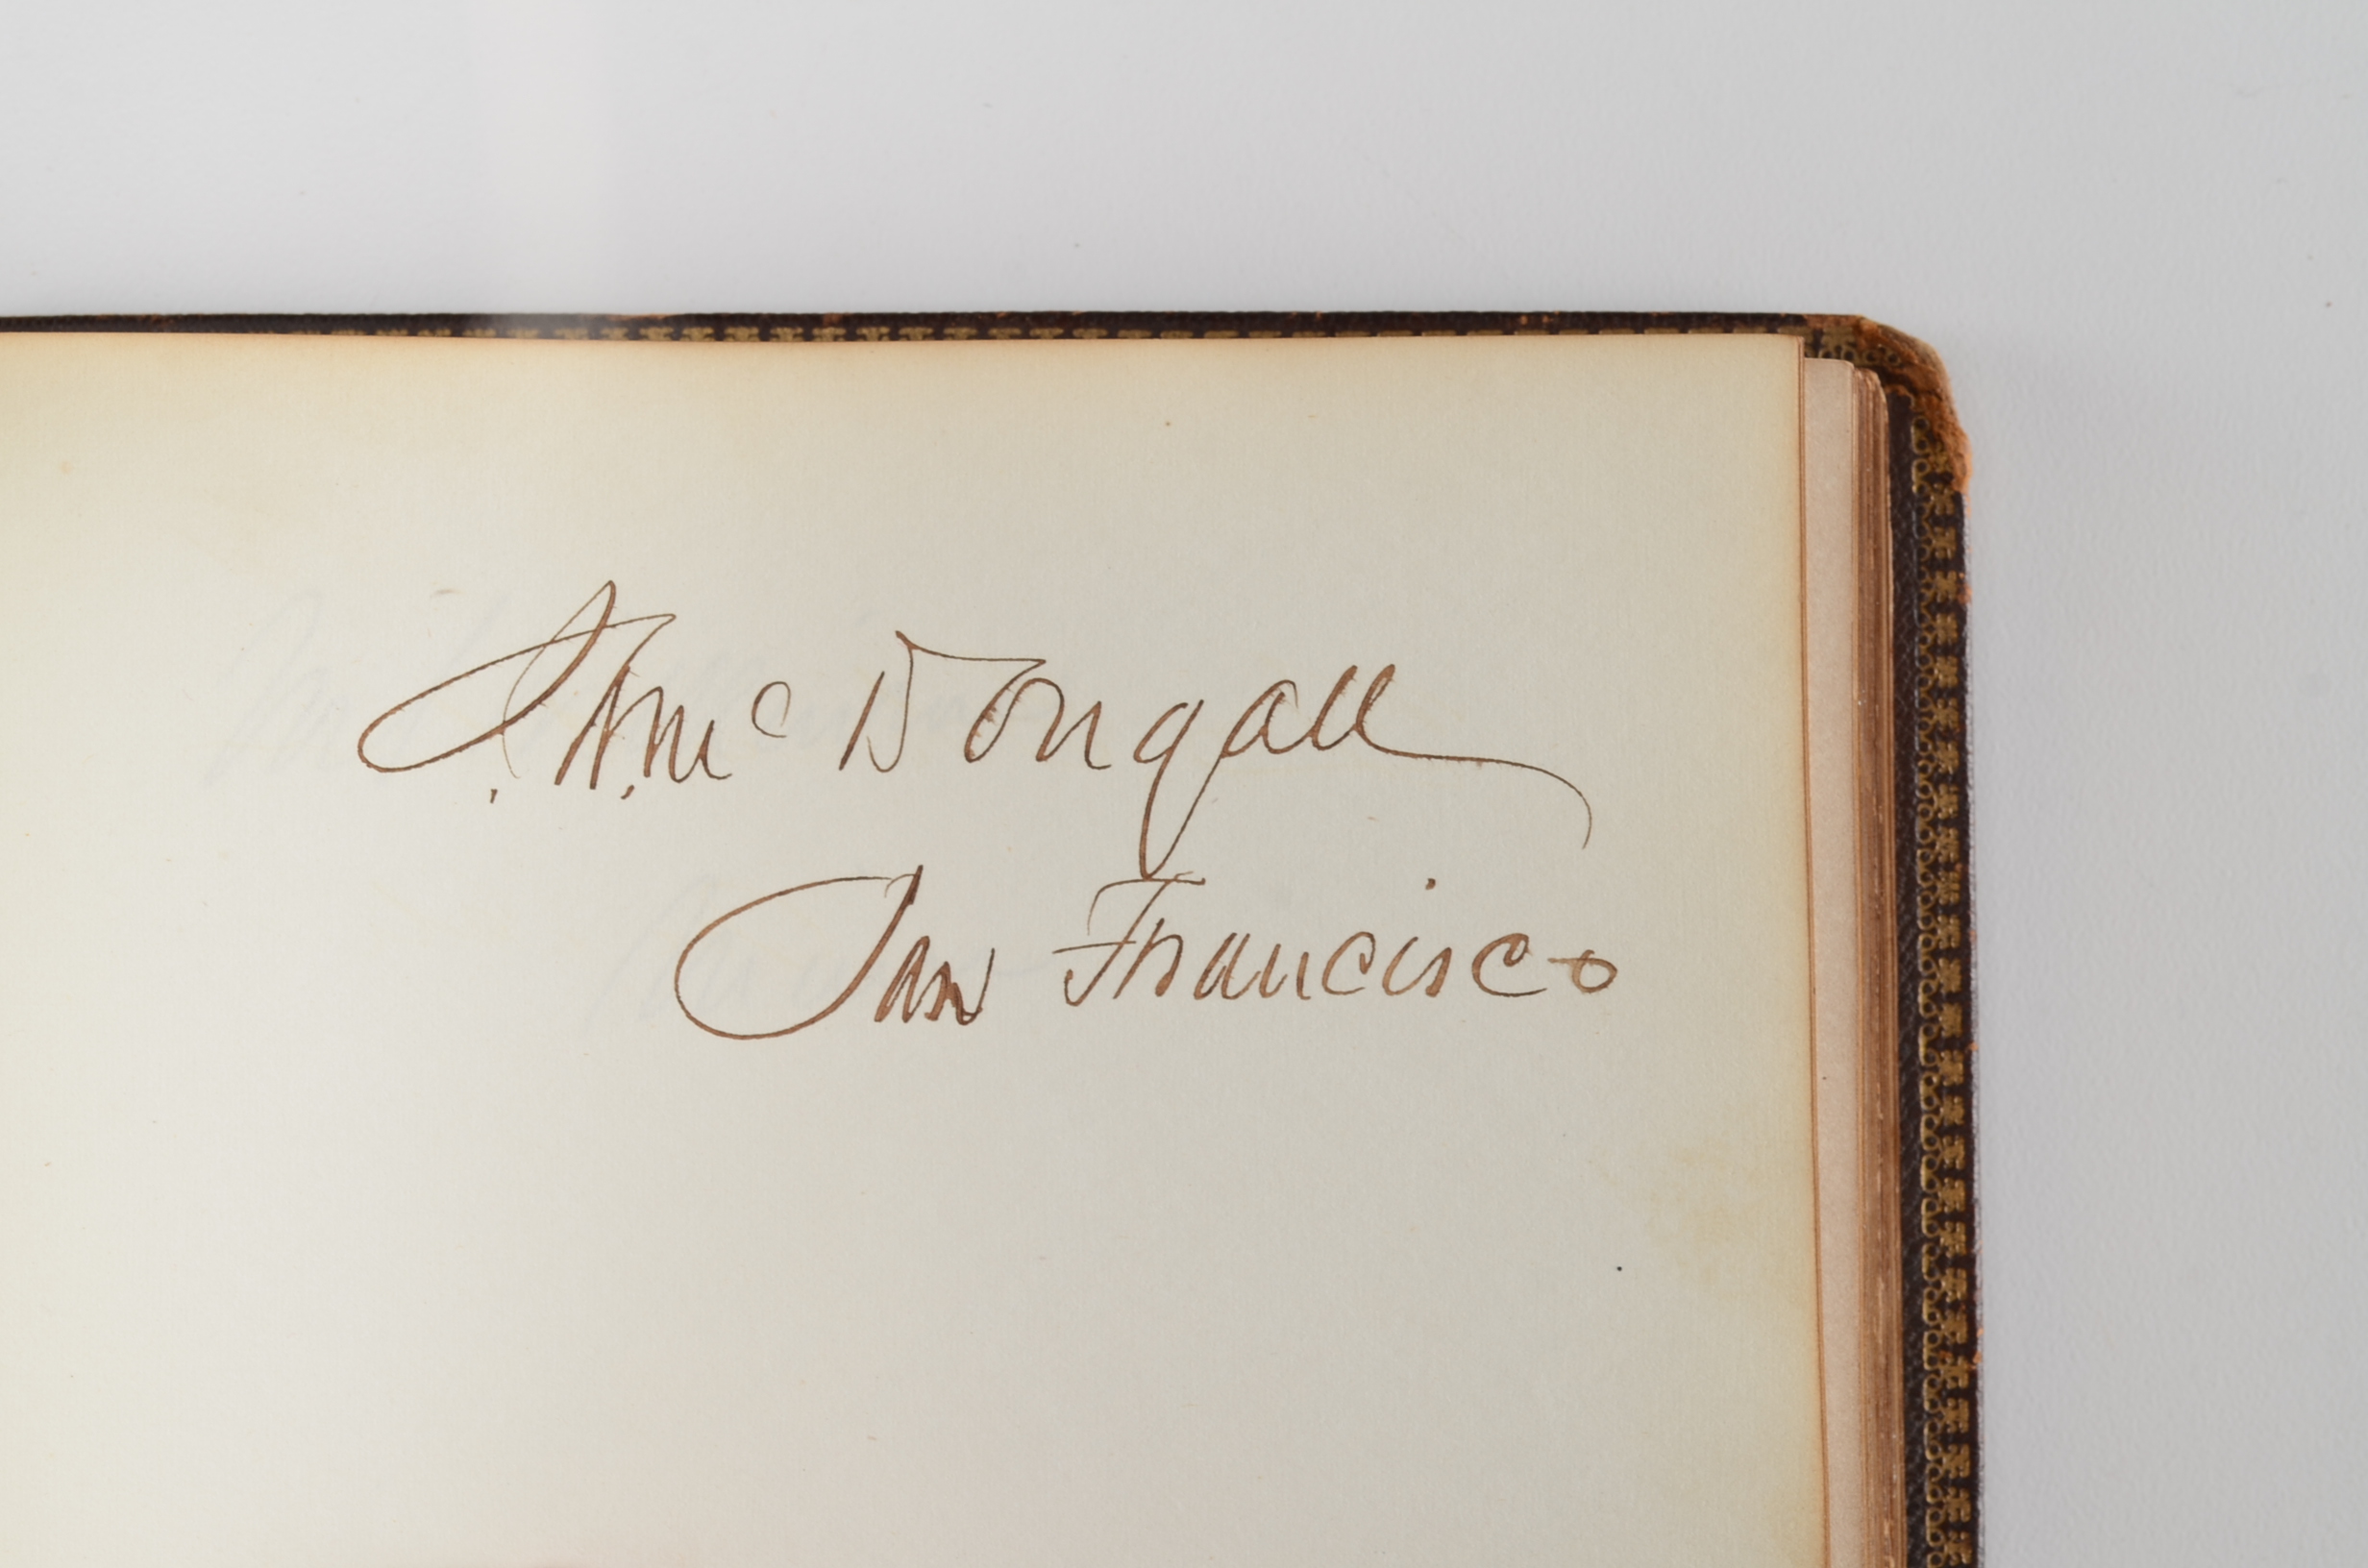 J. A. McDougall
San Francisco